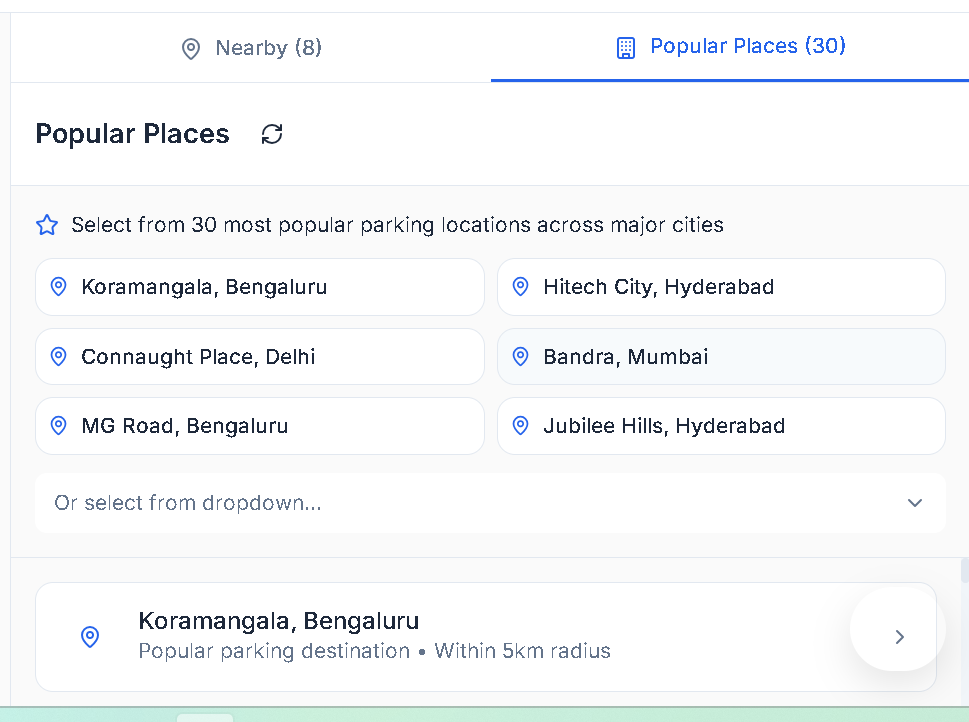 Nearby (8)
Popular Places (30)
Popular Places
Select from 30 most popular parking locations across major cities
Koramangala, Bengaluru
Hitech City, Hyderabad
Connaught Place, Delhi
Bandra, Mumbai
MG Road, Bengaluru
Jubilee Hills, Hyderabad
Or select from dropdown...
Koramangala, Bengaluru
Popular parking destination • Within 5km radius